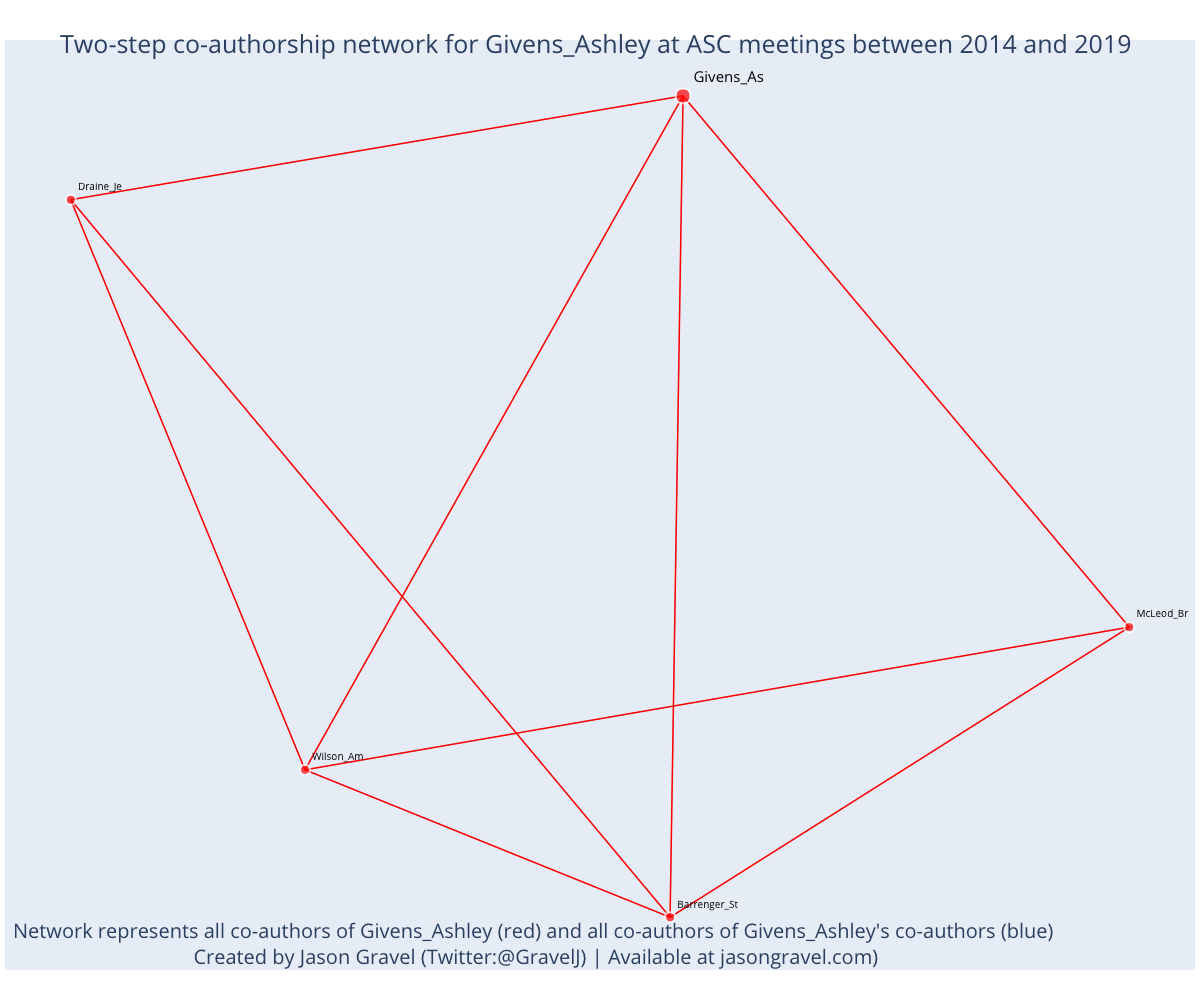 Two-step co-authorship network for Givens_Ashley at ASC meetings between 2014 and 2019
Givens_As
Draine_Je
McLeod_Br
Wilson_Am
Barrenger_St
Network represents all co-authors of Givens_Ashley (red) and all co-authors of Givens_Ashley's co-authors (blue)
Created by Jason Gravel (Twitter:@GravelJ) | Available at jasongravel.com)